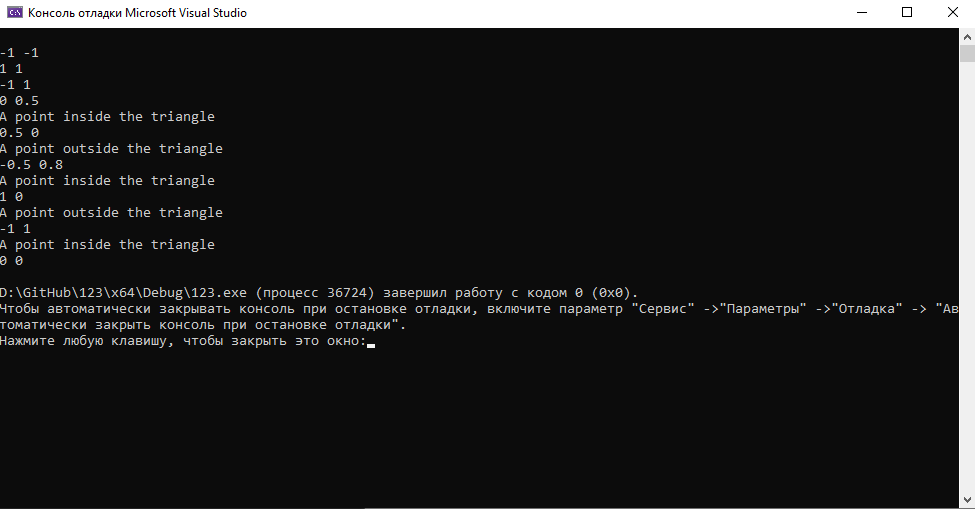 Консоль отладки Microsoft Visual Studio
-1 -1
1 1
-1 1
0 0.5
A point inside the triangle
0.5 0
A point outside the triangle
-0.5 0.8
A point inside the triangle
1 0
A point outside the triangle
-1 1
A point inside the triangle
0 0
D:\GitHub\123\x64\Debug\123.exe (процесс 36724) завершил работу с кодом 0 (0x0).
Чтобы автоматически закрывать консоль при остановке отладки, включите параметр "Сервис" ->"Параметры" ->"Отладка" -> "Ав
томатически закрыть консоль при остановке отладки".
Нажмите любую клавишу, чтобы закрыть это окно: